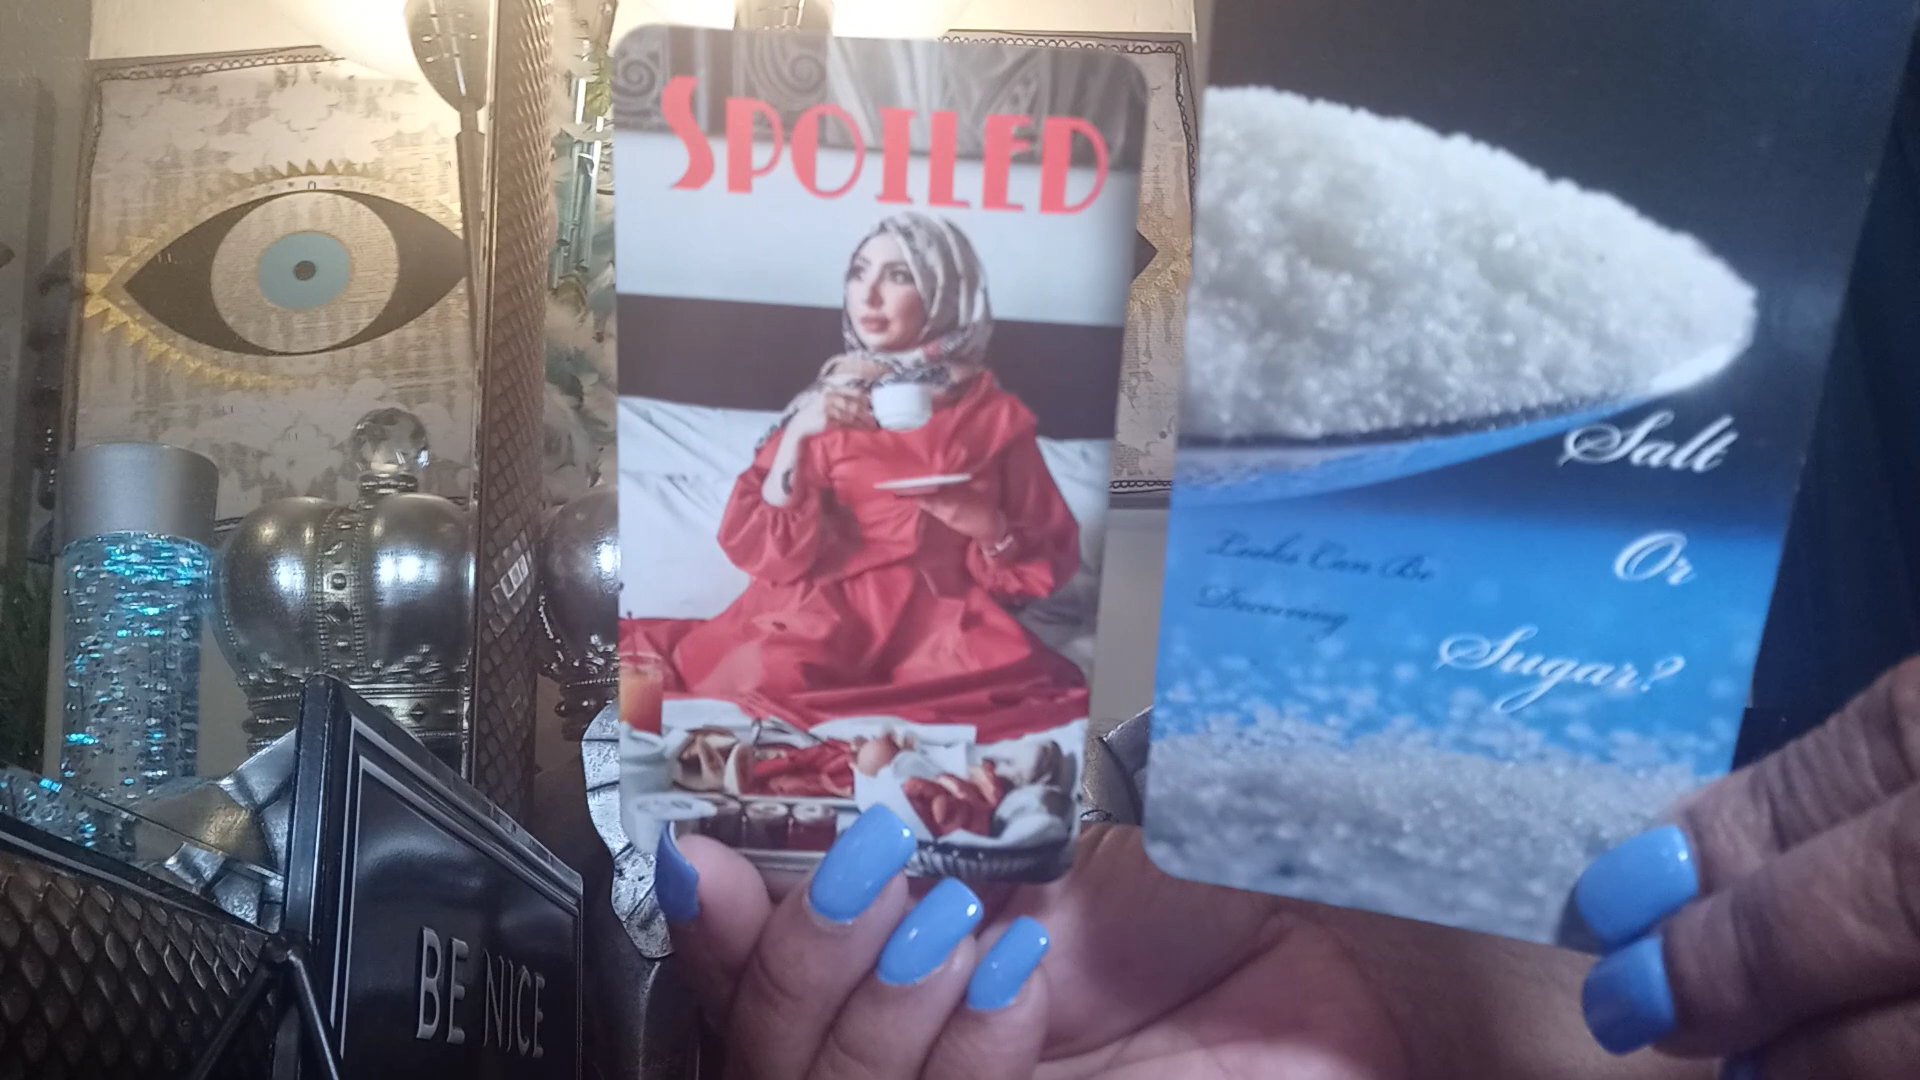 SPOILED
Salt
Or
Sugar?
Looks Can Be
Deceiving
BE NICE